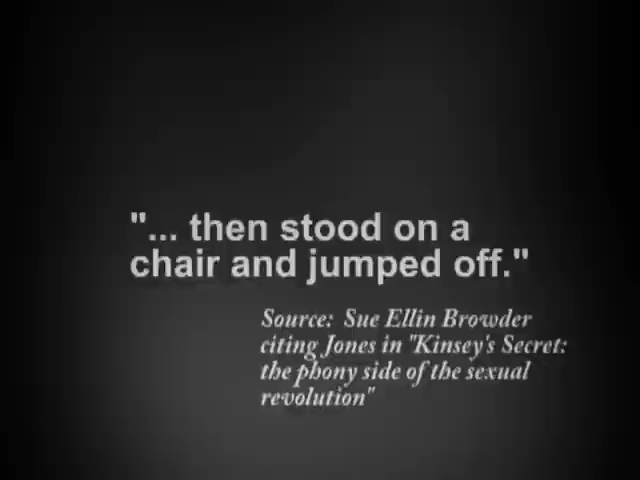 "... then stood on a
chair and jumped off."
Source: Sue Ellin Browder
citing Jones in "Kinsey's Secret:
the phony side of the sexual
revolution"